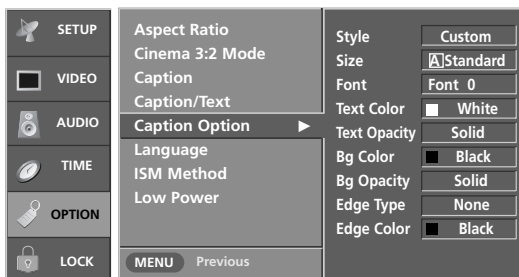 SETUP
VIDEO
AUDIO
TIME
OPTION
LOCK
Aspect Ratio
Cinema 3:2 Mode
Caption
Caption/Text
Caption Option ▶
Language
ISM Method
Low Power
MENU Previous
Style Custom
Size A Standard
Font Font 0
Text Color White
Text Opacity Solid
Bg Color Black
Bg Opacity Solid
Edge Type None
Edge Color Black